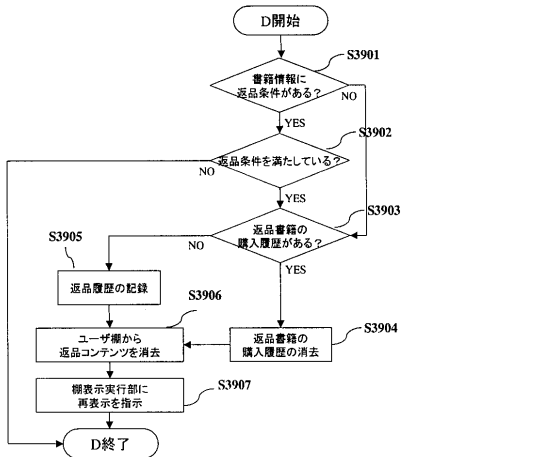 D開始
S3901
書籍情報に
返品条件がある?
NO
YES
S3902
返品条件を満たしている?
NO
YES
S3903
返品書籍の
購入履歴がある?
NO
YES
S3905
返品履歴の記録
S3906
ユーザ棚から
返品コンテンツを消去
返品書籍の
購入履歴の消去
S3904
棚表示実行部に
再表示を指示
S3907
D終了